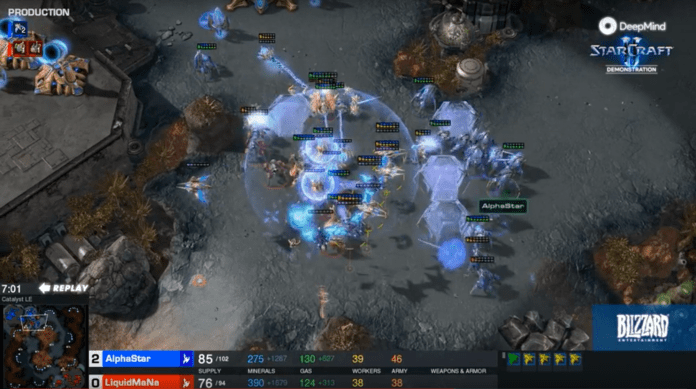 PRODUCTION
2
DeepMind
STARCRAFT
II
DEMONSTRATION
AlphaStar
7:01
REPLAY
Catalyst LE
BLIZZARD
ENTERTAINMENT
2 AlphaStar 85 /102 275 +1287 130 +627 39 46
SUPPLY MINERALS GAS WORKERS ARMY WEAPONS & ARMOR
0 LiquidMaNa 76 /94 390 +1679 124 +313 38 38